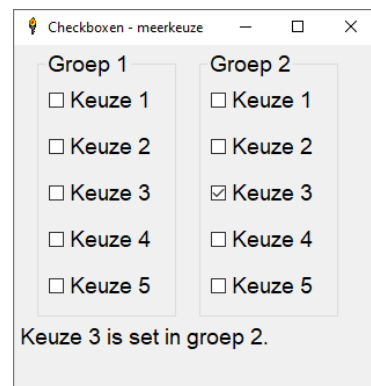 Checkboxen - meerkeuze
Groep 1
Keuze 1
Keuze 2
Keuze 3
Keuze 4
Keuze 5
Groep 2
Keuze 1
Keuze 2
Keuze 3
Keuze 4
Keuze 5
Keuze 3 is set in groep 2.